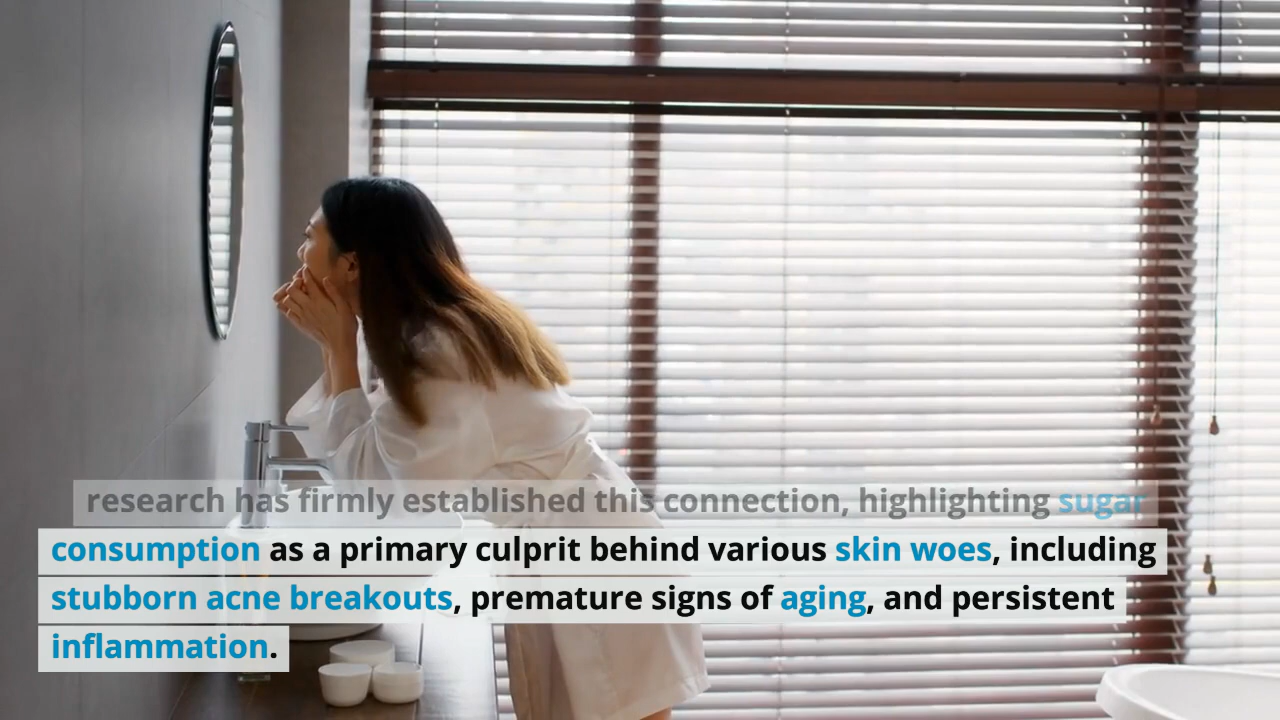 research has firmly established this connection, highlighting sugar
consumption as a primary culprit behind various skin woes, including
stubborn acne breakouts, premature signs of aging, and persistent
inflammation.